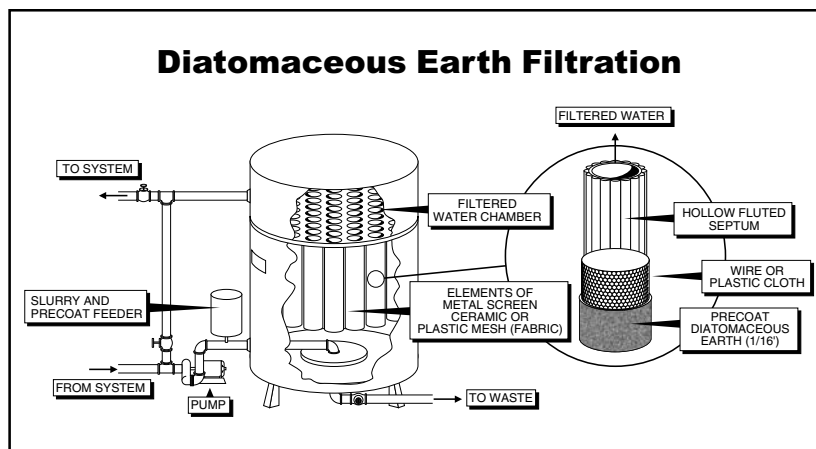 Diatomaceous Earth Filtration
FILTERED WATER
TO SYSTEM
FILTERED
WATER CHAMBER
HOLLOW FLUTED
SEPTUM
WIRE OR
PLASTIC CLOTH
SLURRY AND
PRECOAT FEEDER
ELEMENTS OF
METAL SCREEN
CERAMIC OR
PLASTIC MESH (FABRIC)
PRECOAT
DIATOMACEOUS
EARTH (1/16')
FROM SYSTEM
PUMP
TO WASTE